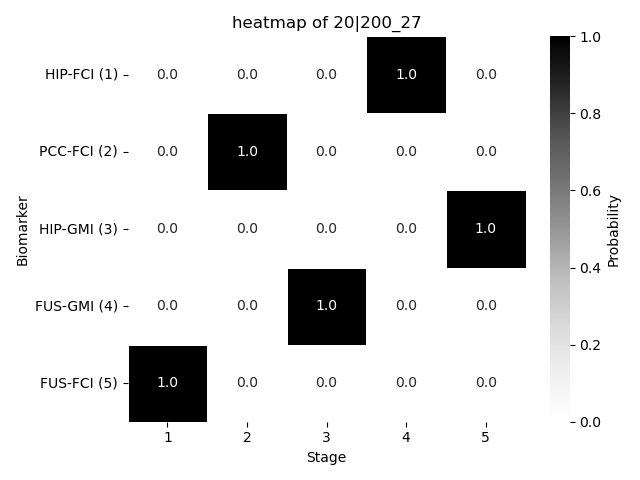 heatmap of 20|200_27
Biomarker
HIP-FCI (1) 0.0 0.0 0.0 1.0 0.0
PCC-FCI (2) 0.0 1.0 0.0 0.0 0.0
HIP-GMI (3) 0.0 0.0 0.0 0.0 1.0
FUS-GMI (4) 0.0 0.0 1.0 0.0 0.0
FUS-FCI (5) 1.0 0.0 0.0 0.0 0.0
1 2 3 4 5
Stage
1.0
0.8
0.6
0.4
0.2
0.0
Probability